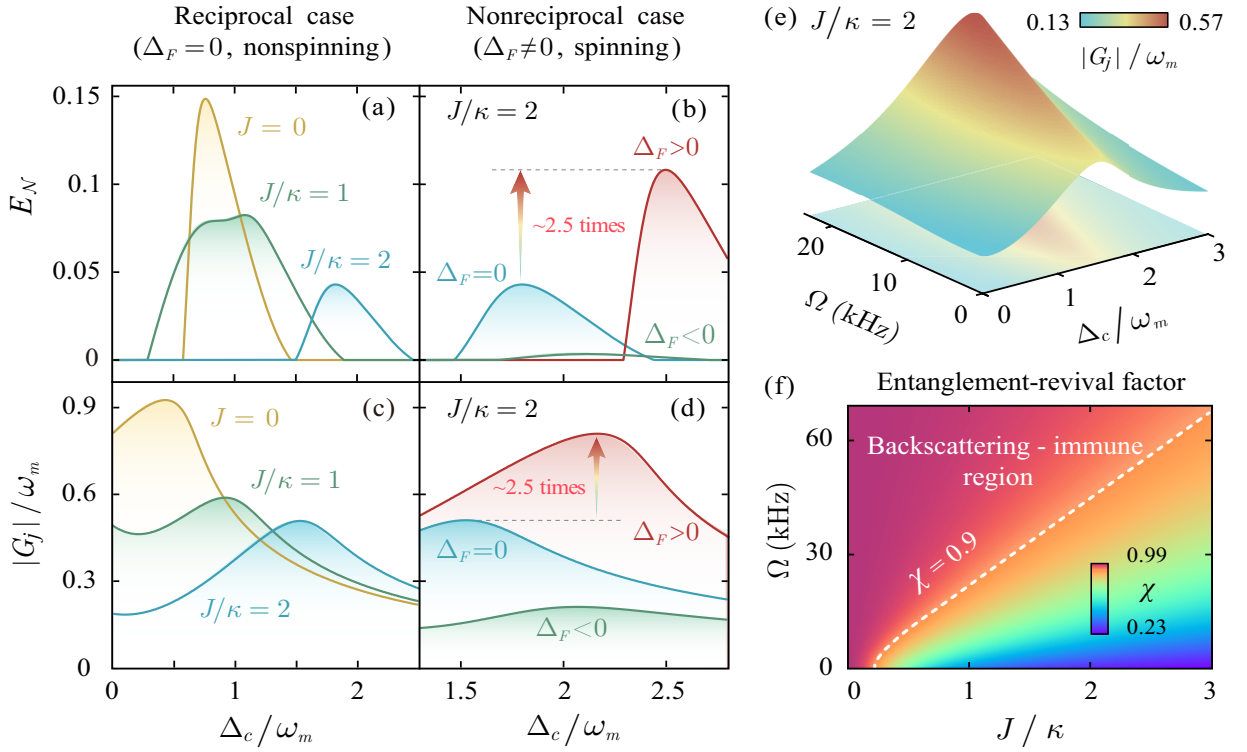 Reciprocal case
(Δ_F = 0, nonspinning)
Nonreciprocal case
(Δ_F ≠ 0, spinning)
(a)
J = 0
J/κ = 1
J/κ = 2
E_𝒩
0.15
0.1
0.05
0
(b)
J/κ = 2
Δ_F>0
~2.5 times
Δ_F=0
Δ_F<0
(c)
J = 0
J/κ = 1
J/κ = 2
|G_j| / ω_m
0.9
0.6
0.3
0
0 1 2
Δ_c / ω_m
(d)
J/κ = 2
~2.5 times
Δ_F=0
Δ_F>0
Δ_F<0
1.5 2 2.5
Δ_c / ω_m
(e)
J/κ = 2
0.13 0.57
|G_j| / ω_m
20
10
0
Ω (kHz)
0
1
2
3
Δ_c / ω_m
(f)
Entanglement-revival factor
Backscattering - immune
region
χ = 0.9
0.99
χ
0.23
Ω (kHz)
60
30
0
0 1 2 3
J / κ